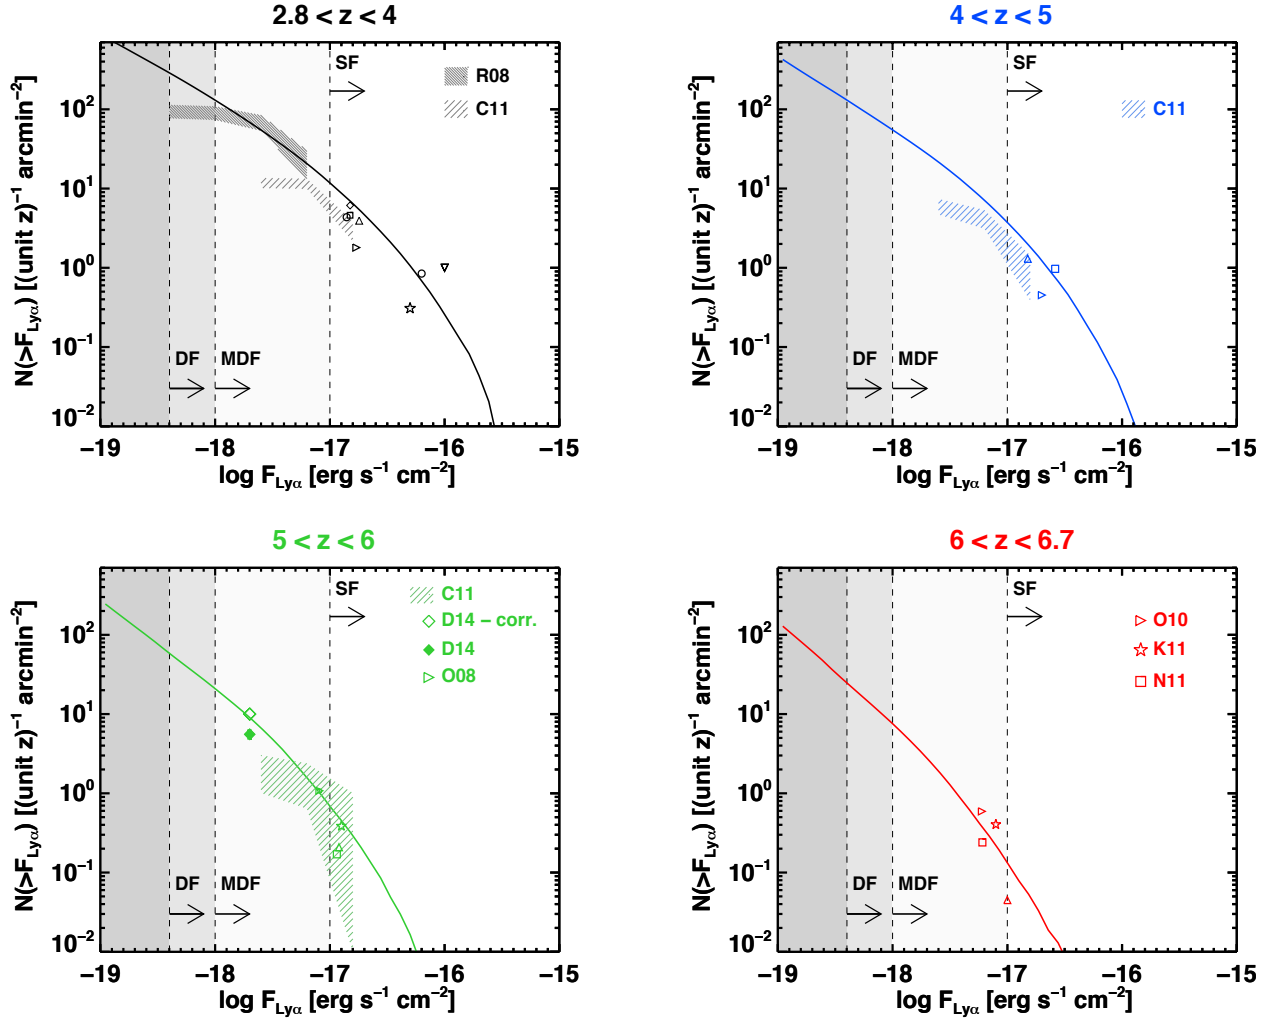 2.8 < z < 4
N(>F_Lyα) [(unit z)⁻¹ arcmin⁻²]
10²
10¹
10⁰
10⁻¹
10⁻²
SF
R08
C11
DF
MDF
−19 −18 −17 −16 −15
log F_Lyα [erg s⁻¹ cm⁻²]
4 < z < 5
N(>F_Lyα) [(unit z)⁻¹ arcmin⁻²]
10²
10¹
10⁰
10⁻¹
10⁻²
SF
C11
DF
MDF
−19 −18 −17 −16 −15
log F_Lyα [erg s⁻¹ cm⁻²]
5 < z < 6
N(>F_Lyα) [(unit z)⁻¹ arcmin⁻²]
10²
10¹
10⁰
10⁻¹
10⁻²
SF
C11
D14 − corr.
D14
O08
DF
MDF
−19 −18 −17 −16 −15
log F_Lyα [erg s⁻¹ cm⁻²]
6 < z < 6.7
N(>F_Lyα) [(unit z)⁻¹ arcmin⁻²]
10²
10¹
10⁰
10⁻¹
10⁻²
SF
O10
K11
N11
DF
MDF
−19 −18 −17 −16 −15
log F_Lyα [erg s⁻¹ cm⁻²]